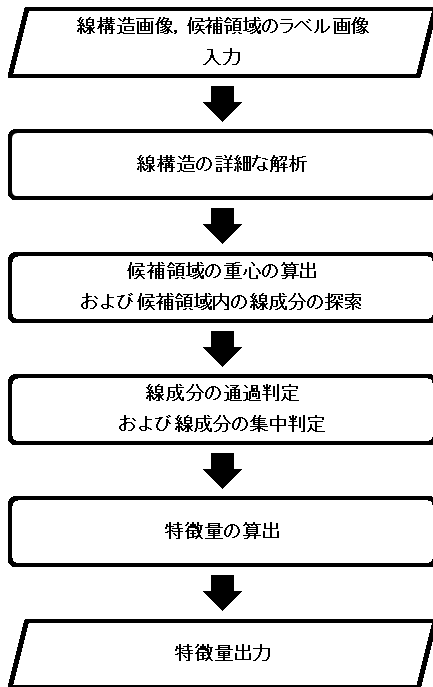 線構造画像，候補領域のラベル画像
入力
線構造の詳細な解析
候補領域の重心の算出
および候補領域内の線成分の探索
線成分の通過判定
および線成分の集中判定
特徴量の算出
特徴量出力